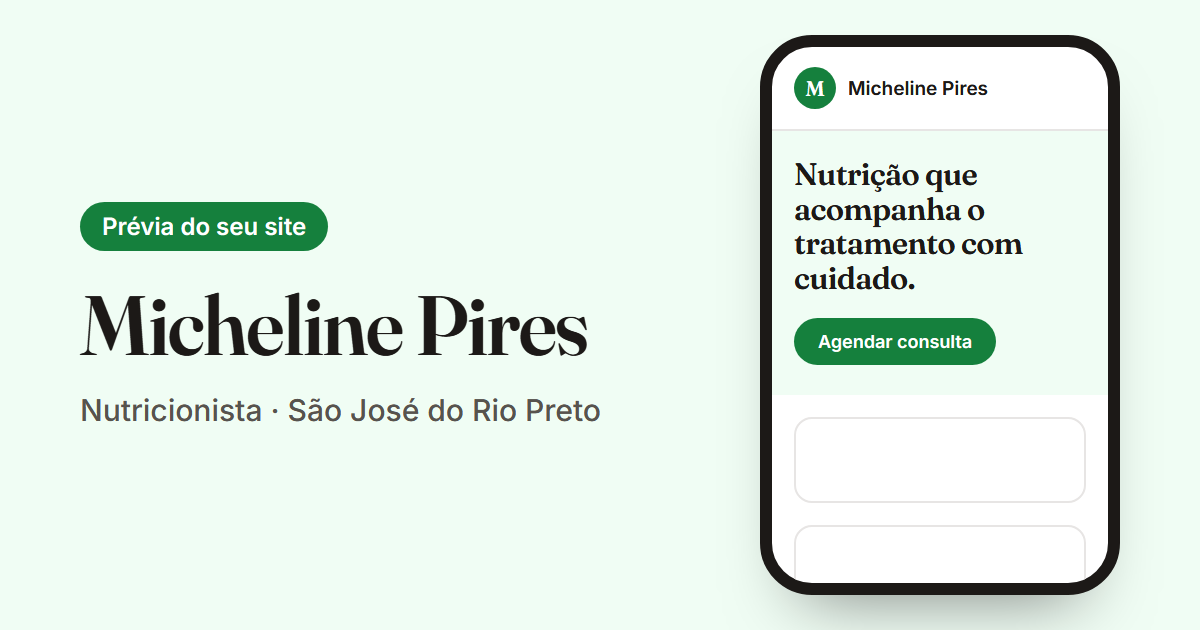 Prévia do seu site
Micheline Pires
Nutricionista · São José do Rio Preto
M
Micheline Pires
Nutrição que
acompanha o
tratamento com
cuidado.
Agendar consulta